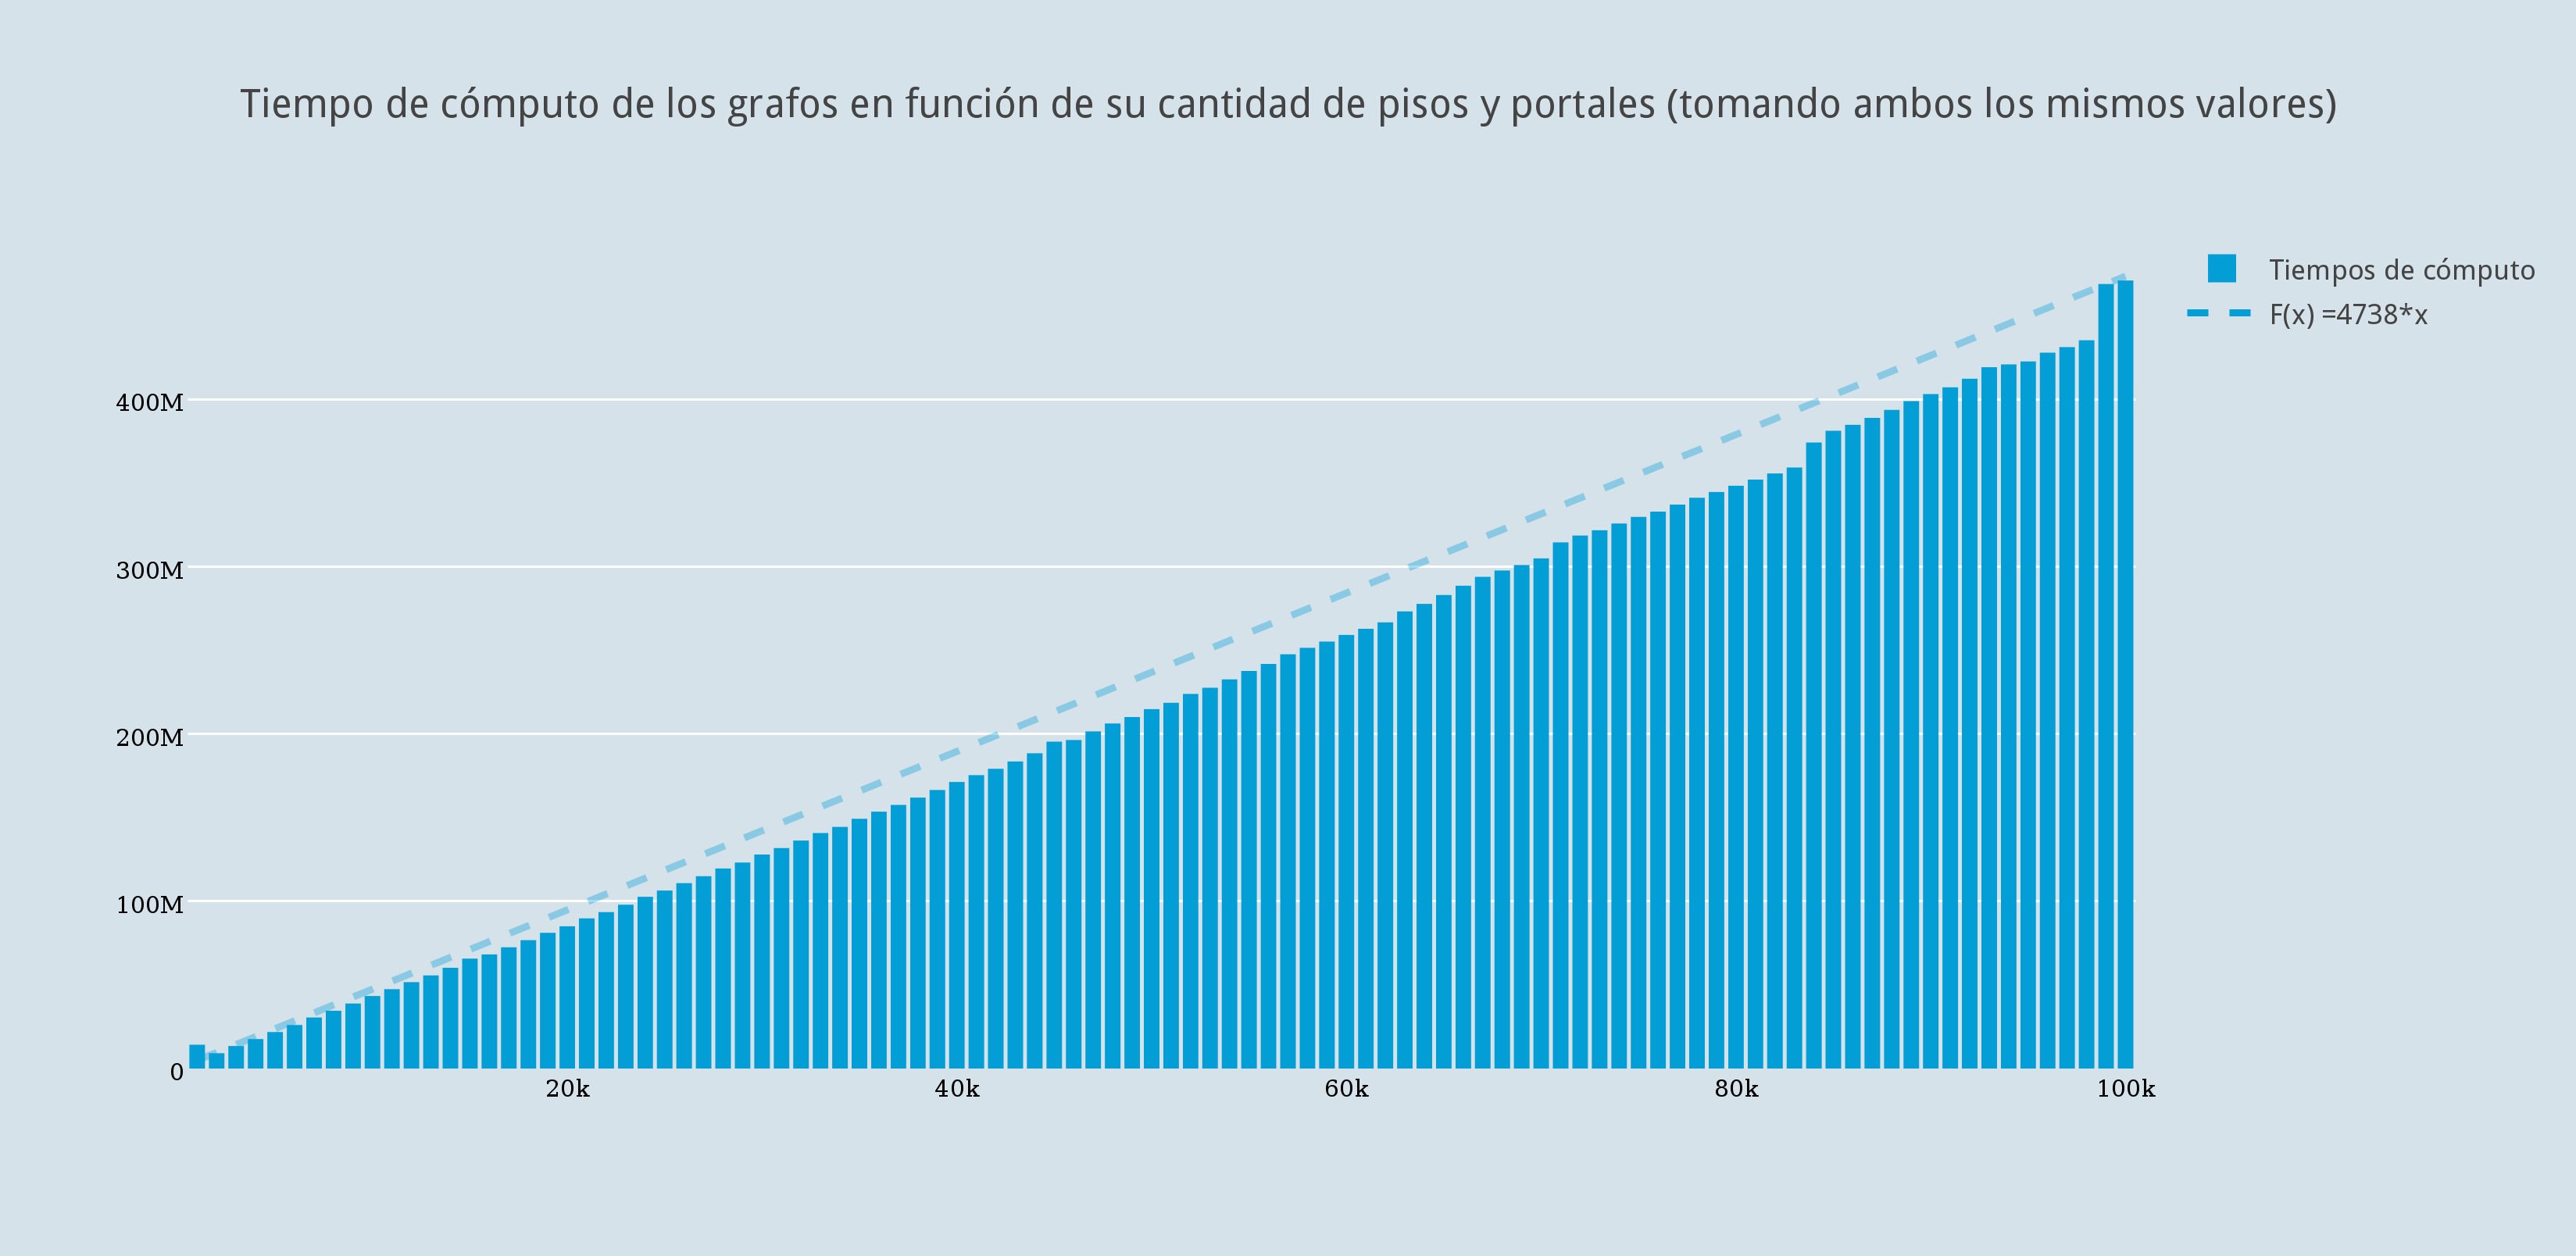 Tiempo de cómputo de los grafos en función de su cantidad de pisos y portales (tomando ambos los mismos valores)
Tiempos de cómputo
F(x) =4738*x
400M
300M
200M
100M
0
20k 40k 60k 80k 100k